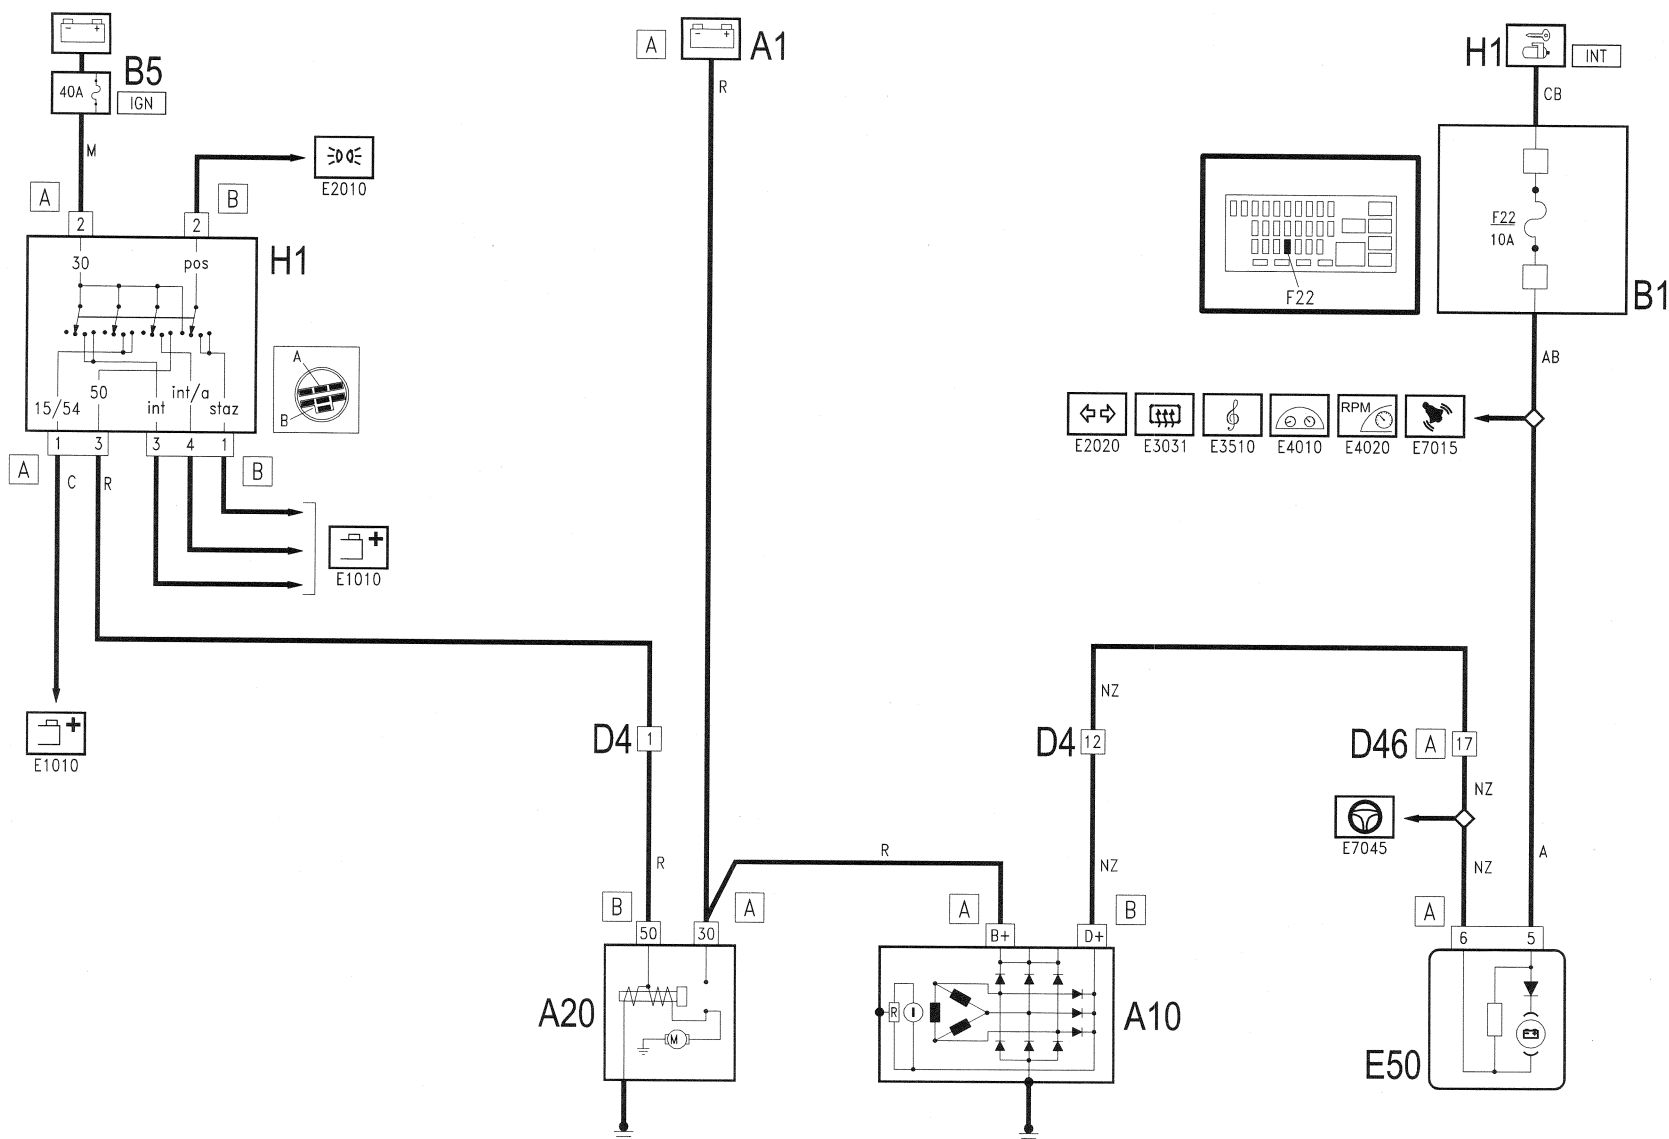 B5
40A
IGN
M
A
B
2
2
E2010
H1
30
pos
50
15/54
int
int/a
staz
A
B
1
3
3
4
1
A
C
R
B
E1010
E1010
A
A1
R
D4
1
R
B
A
50
30
A20
M
R
A
B
B+
D+
R
A10
NZ
D4
12
NZ
H1
INT
CB
F22
10A
B1
F22
AB
RPM
E2020
E3031
E3510
E4010
E4020
E7015
D46
A
17
NZ
E7045
NZ
A
A
6
5
E50